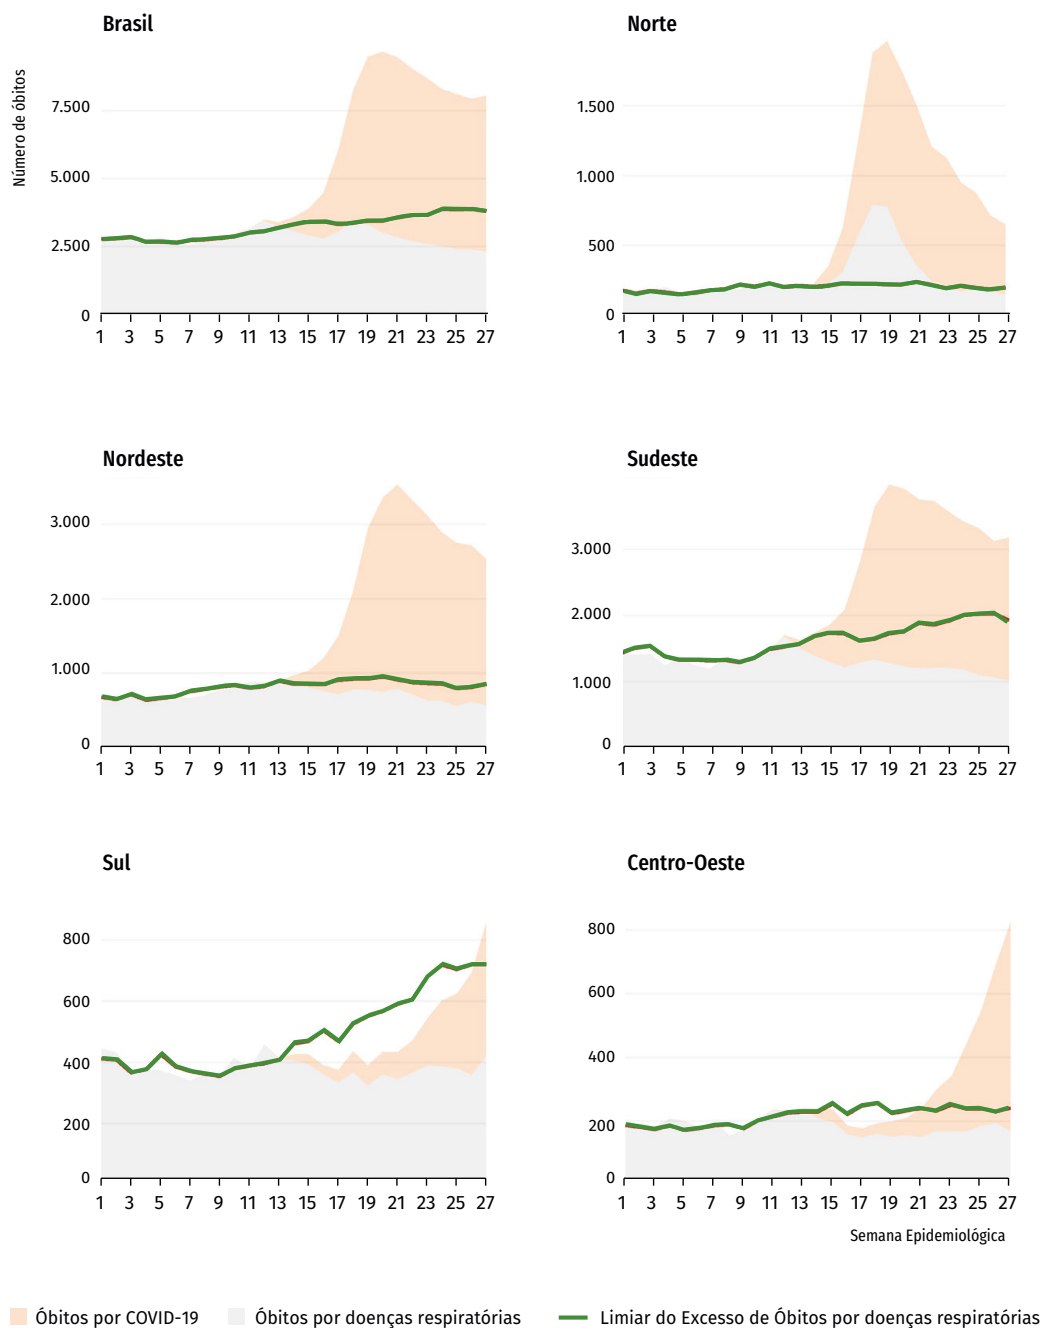 Brasil
Número de óbitos
7.500
5.000
2.500
0
1 3 5 7 9 11 13 15 17 19 21 23 25 27
Norte
1.500
1.000
500
0
1 3 5 7 9 11 13 15 17 19 21 23 25 27
Nordeste
3.000
2.000
1.000
0
1 3 5 7 9 11 13 15 17 19 21 23 25 27
Sudeste
3.000
2.000
1.000
0
1 3 5 7 9 11 13 15 17 19 21 23 25 27
Sul
800
600
400
200
0
1 3 5 7 9 11 13 15 17 19 21 23 25 27
Centro-Oeste
800
600
400
200
0
1 3 5 7 9 11 13 15 17 19 21 23 25 27
Semana Epidemiológica
Óbitos por COVID-19 Óbitos por doenças respiratórias Limiar do Excesso de Óbitos por doenças respiratórias